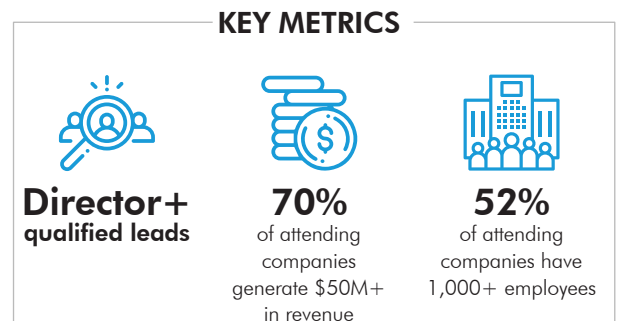 KEY METRICS
$
Director+
qualified leads
70%
of attending
companies
generate $50M+
in revenue
52%
of attending
companies have
1,000+ employees